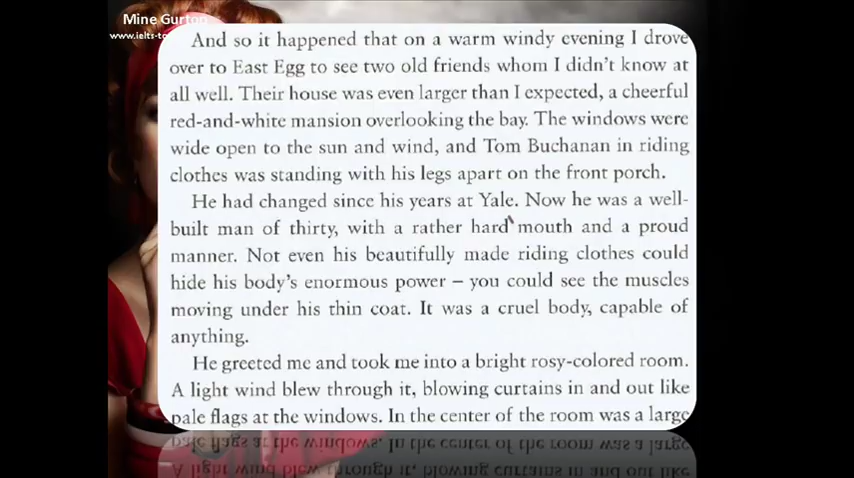 Mine Gurton
And so it happened that on a warm windy evening I drove
over to East Egg to see two old friends whom I didn't know at
all well. Their house was even larger than I expected, a cheerful
red-and-white mansion overlooking the bay. The windows were
wide open to the sun and wind, and Tom Buchanan in riding
clothes was standing with his legs apart on the front porch.
He had changed since his years at Yale. Now he was a well-
built man of thirty, with a rather hard mouth and a proud
manner. Not even his beautifully made riding clothes could
hide his body's enormous power – you could see the muscles
moving under his thin coat. It was a cruel body, capable of
anything.
He greeted me and took me into a bright rosy-colored room.
A light wind blew through it, blowing curtains in and out like
pale flags at the windows. In the center of the room was a large